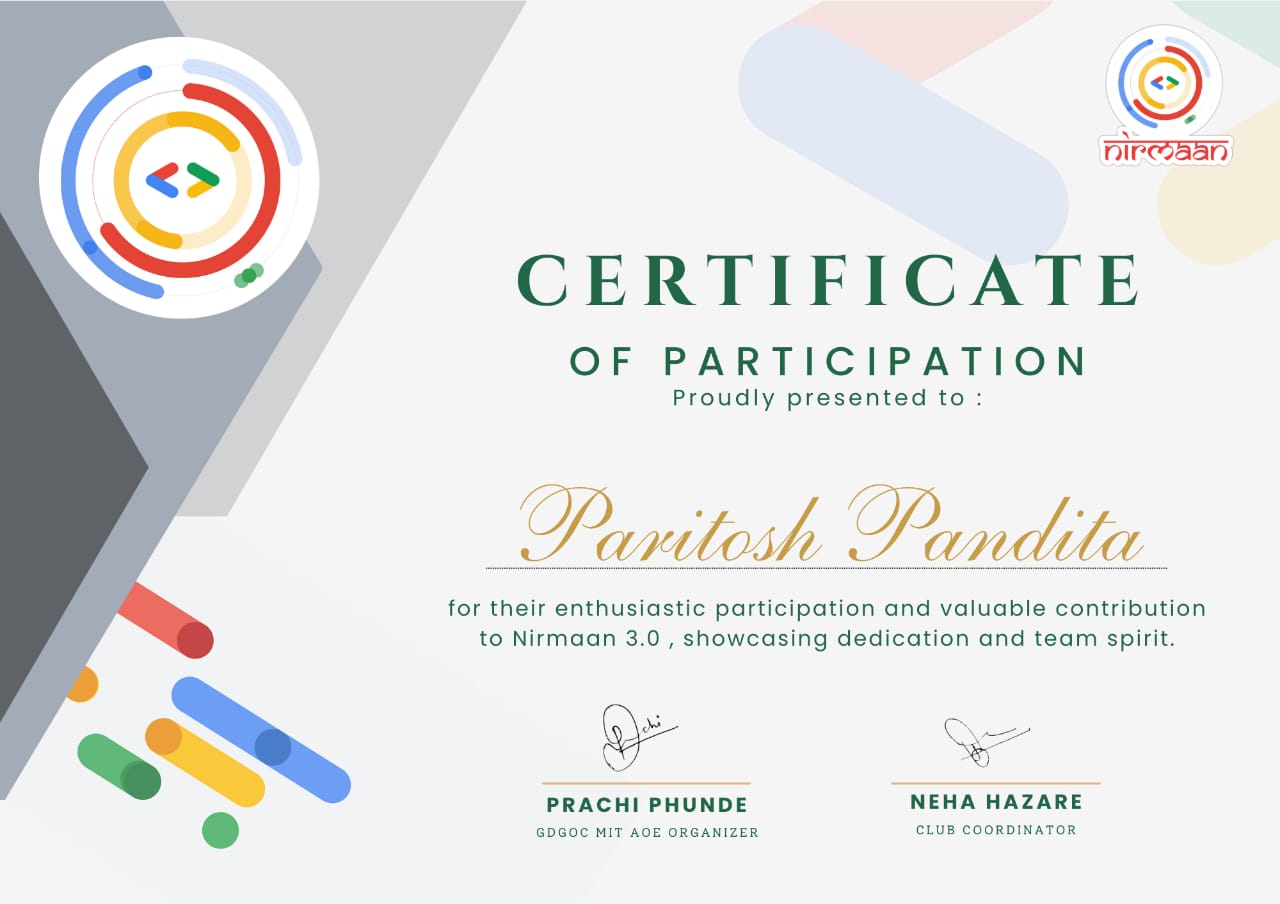 nirmaan
CERTIFICATE
OF PARTICIPATION
Proudly presented to :
Paritosh Pandita
for their enthusiastic participation and valuable contribution
to Nirmaan 3.0 , showcasing dedication and team spirit.
PRACHI PHUNDE
GDGOC MIT AOE ORGANIZER
NEHA HAZARE
CLUB COORDINATOR